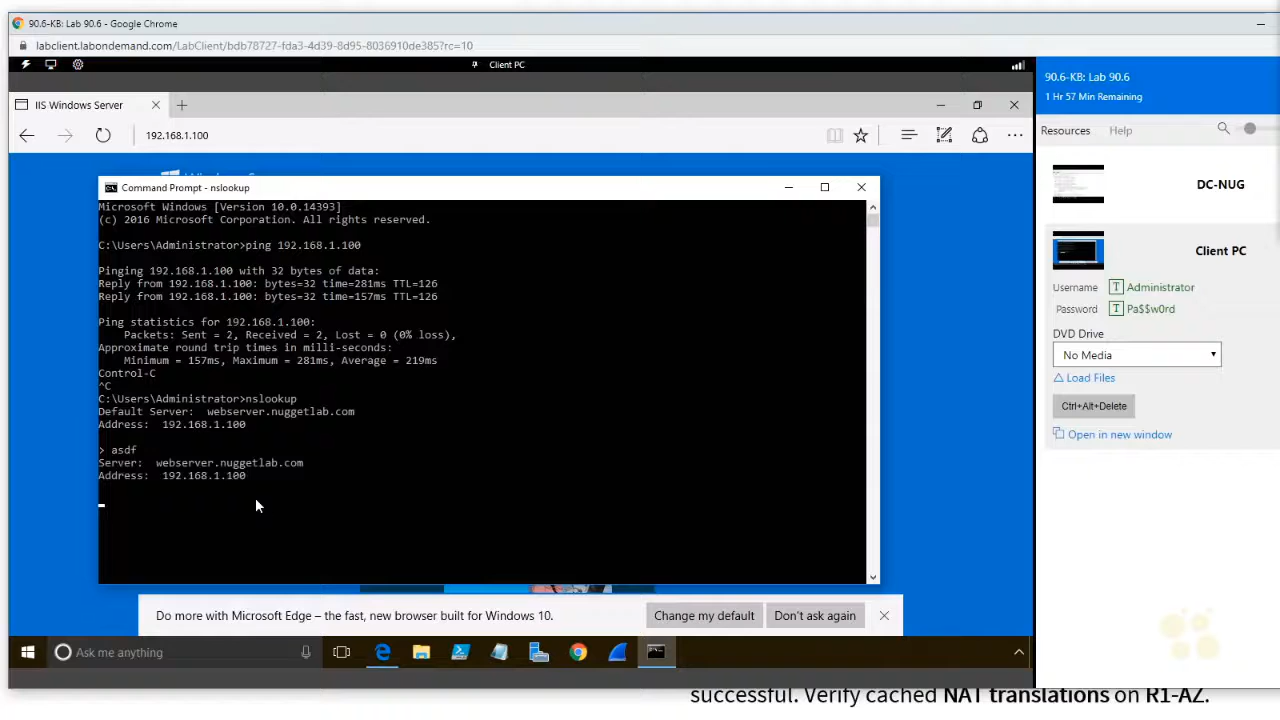 90.6-KB: Lab 90.6 - Google Chrome
labclient.labondemand.com/LabClient/bdb78727-fda3-4d39-8d95-8036910de385?rc=10
Client PC
90.6-KB: Lab 90.6
1 Hr 57 Min Remaining
IIS Windows Server
192.168.1.100
Resources
Help
DC-NUG
Client PC
Username
Administrator
Password
Pa$$w0rd
DVD Drive
No Media
Load Files
Ctrl+Alt+Delete
Open in new window
Command Prompt - nslookup
Microsoft Windows [Version 10.0.14393]
(c) 2016 Microsoft Corporation. All rights reserved.
C:\Users\Administrator>ping 192.168.1.100
Pinging 192.168.1.100 with 32 bytes of data:
Reply from 192.168.1.100: bytes=32 time=281ms TTL=126
Reply from 192.168.1.100: bytes=32 time=157ms TTL=126
Ping statistics for 192.168.1.100:
Packets: Sent = 2, Received = 2, Lost = 0 (0% loss),
Approximate round trip times in milli-seconds:
Minimum = 157ms, Maximum = 281ms, Average = 219ms
Control-C
^C
C:\Users\Administrator>nslookup
Default Server: webserver.nuggetlab.com
Address: 192.168.1.100
> asdf
Server: webserver.nuggetlab.com
Address: 192.168.1.100
Do more with Microsoft Edge – the fast, new browser built for Windows 10.
Change my default
Don't ask again
Ask me anything
successful. Verify cached NAT translations on R1-AZ.